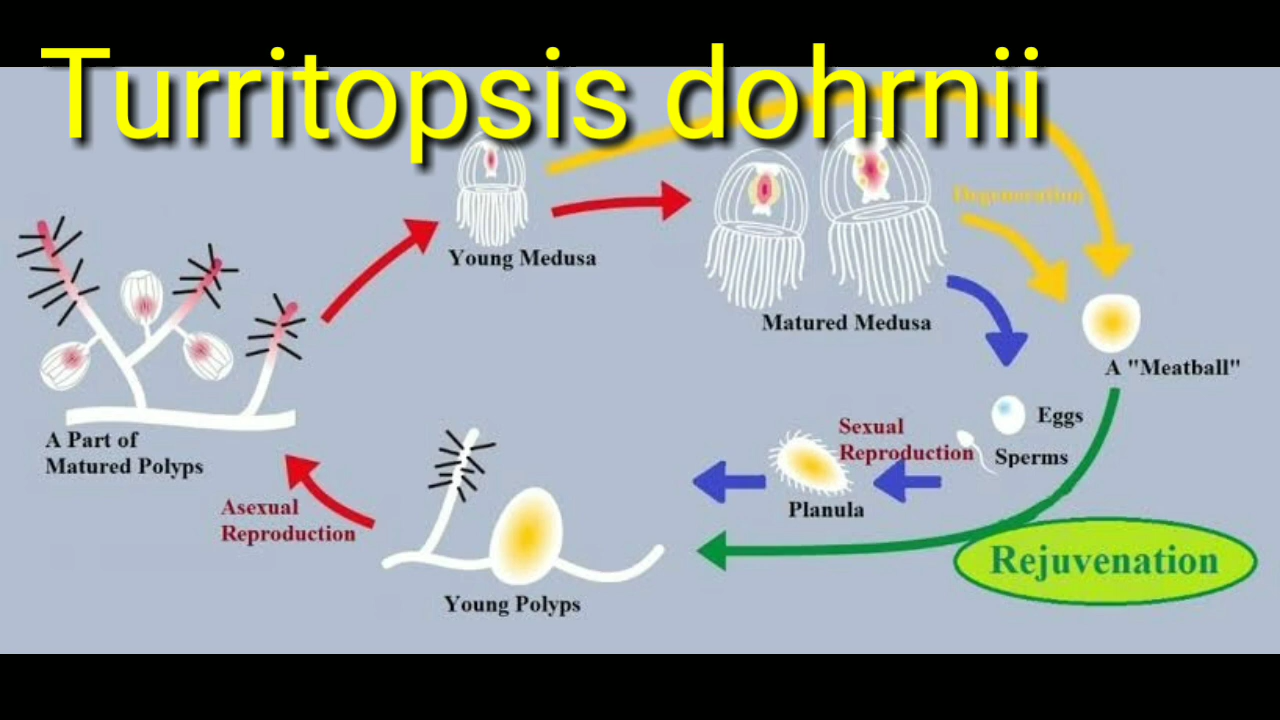 Turritopsis dohrnii
Degeneration
Young Medusa
Matured Medusa
A "Meatball"
Eggs
Sexual
Reproduction
Sperms
A Part of
Matured Polyps
Planula
Asexual
Reproduction
Rejuvenation
Young Polyps